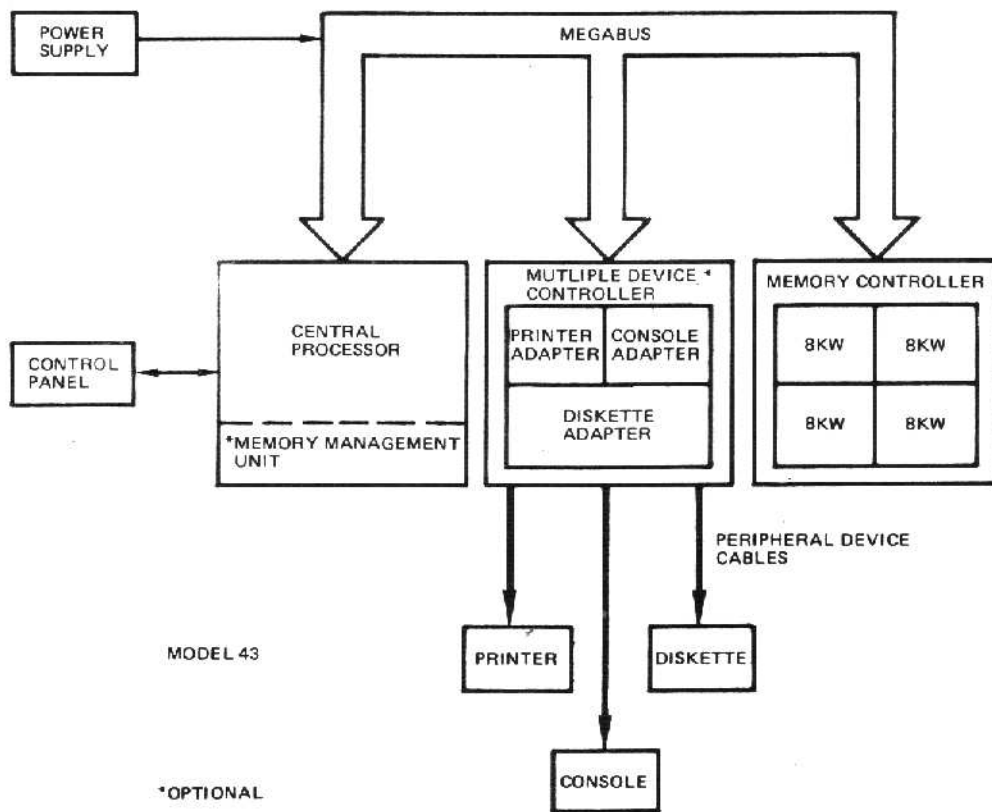 POWER
SUPPLY
MEGABUS
CENTRAL
PROCESSOR
*MEMORY MANAGEMENT
UNIT
CONTROL
PANEL
MUTLIPLE DEVICE *
CONTROLLER
PRINTER
ADAPTER
CONSOLE
ADAPTER
DISKETTE
ADAPTER
MEMORY CONTROLLER
8KW
8KW
8KW
8KW
PERIPHERAL DEVICE
CABLES
PRINTER
DISKETTE
CONSOLE
MODEL 43
*OPTIONAL